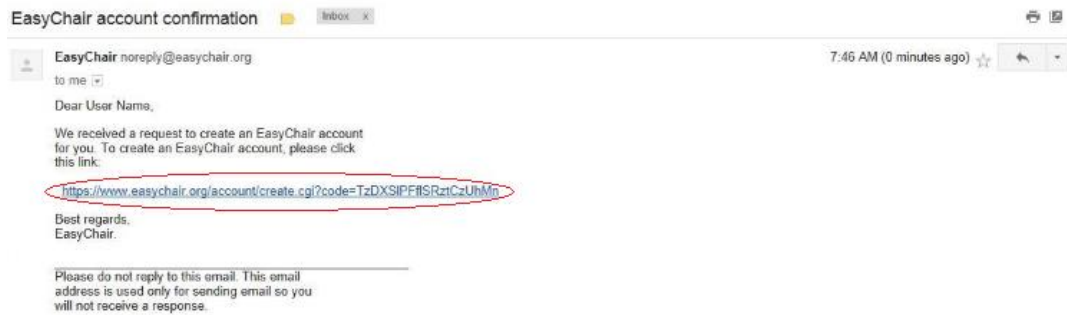 EasyChair account confirmation Inbox x
EasyChair noreply@easychair.org 7:46 AM (0 minutes ago)
to me
Dear User Name,
We received a request to create an EasyChair account
for you. To create an EasyChair account, please click
this link:
https://www.easychair.org/account/create.cgi?code=TzDXSlPFflSRztCzUhMn
Best regards,
EasyChair.
Please do not reply to this email. This email
address is used only for sending email so you
will not receive a response.